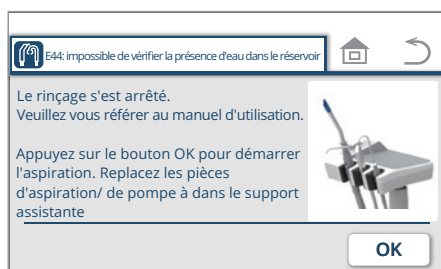 E44: impossible de vérifier la présence d'eau dans le réservoir
Le rinçage s'est arrêté.
Veuillez vous référer au manuel d'utilisation.
Appuyez sur le bouton OK pour démarrer
l'aspiration. Replacez les pièces
d'aspiration/ de pompe à dans le support
assistante
OK